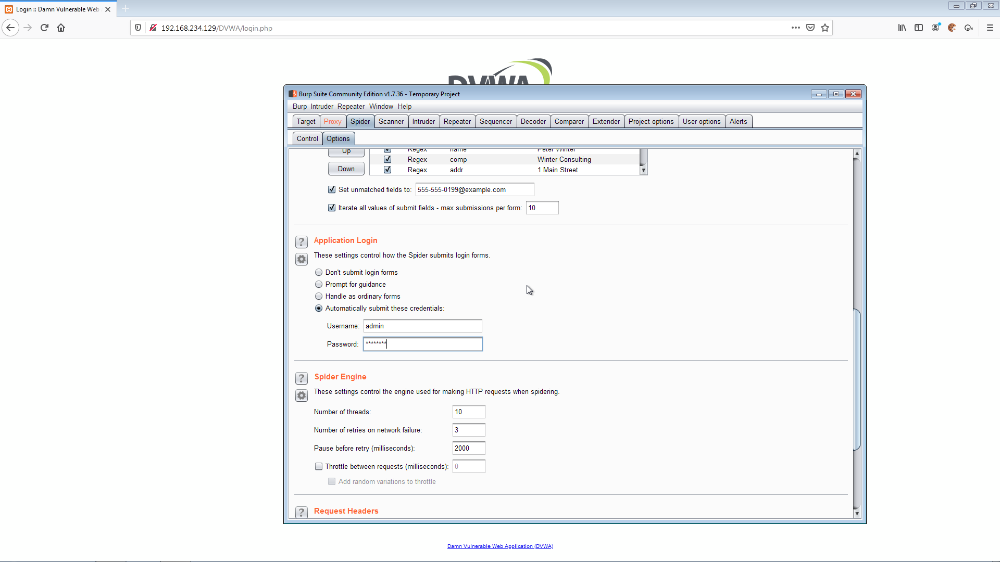 Login :: Damn Vulnerable Web
192.168.234.129/DVWA/login.php
DVWA
Burp Suite Community Edition v1.7.36 - Temporary Project
Burp Intruder Repeater Window Help
Target Proxy Spider Scanner Intruder Repeater Sequencer Decoder Comparer Extender Project options User options Alerts
Control Options
Up Regex name Peter Winter
Regex comp Winter Consulting
Down Regex addr 1 Main Street
Set unmatched fields to: 555-555-0199@example.com
Iterate all values of submit fields - max submissions per form: 10
? Application Login
These settings control how the Spider submits login forms.
Don't submit login forms
Prompt for guidance
Handle as ordinary forms
Automatically submit these credentials:
Username: admin
Password: ********
? Spider Engine
These settings control the engine used for making HTTP requests when spidering.
Number of threads: 10
Number of retries on network failure: 3
Pause before retry (milliseconds): 2000
Throttle between requests (milliseconds): 0
Add random variations to throttle
? Request Headers
Damn Vulnerable Web Application (DVWA)